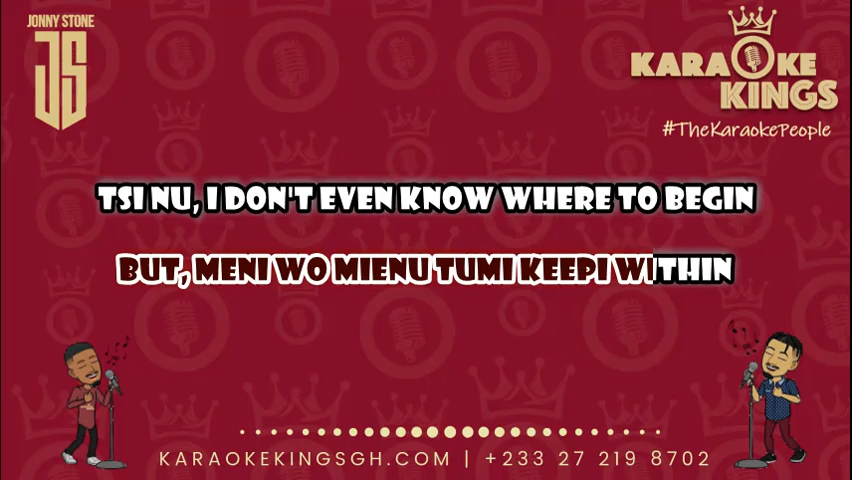 JONNY STONE
JS
KARAOKE
KINGS
#TheKaraokePeople
TSI NU, I DON'T EVEN KNOW WHERE TO BEGIN
BUT, MENI WO MIENU TUMI KEEPI WITHIN
KARAOKEKINGSGH.COM | +233 27 219 8702